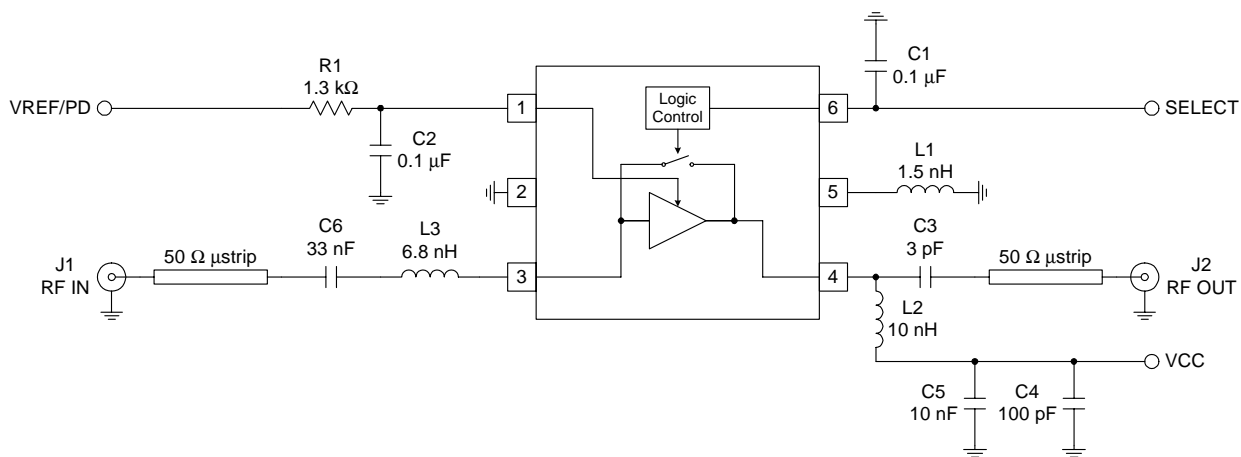 R1
1.3 kΩ
VREF/PD
C2
0.1 µF
1
2
3
Logic
Control
6
5
4
C1
0.1 µF
SELECT
L1
1.5 nH
J1
RF IN
50 Ω µstrip
C6
33 nF
L3
6.8 nH
C3
3 pF
50 Ω µstrip
J2
RF OUT
L2
10 nH
VCC
C5
10 nF
C4
100 pF